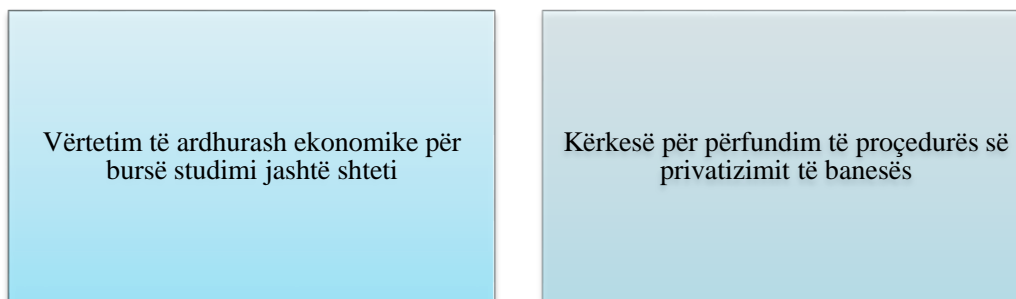 Vërtetim të ardhurash ekonomike për
bursë studimi jashtë shteti
Kërkesë për përfundim të proçedurës së
privatizimit të banesës